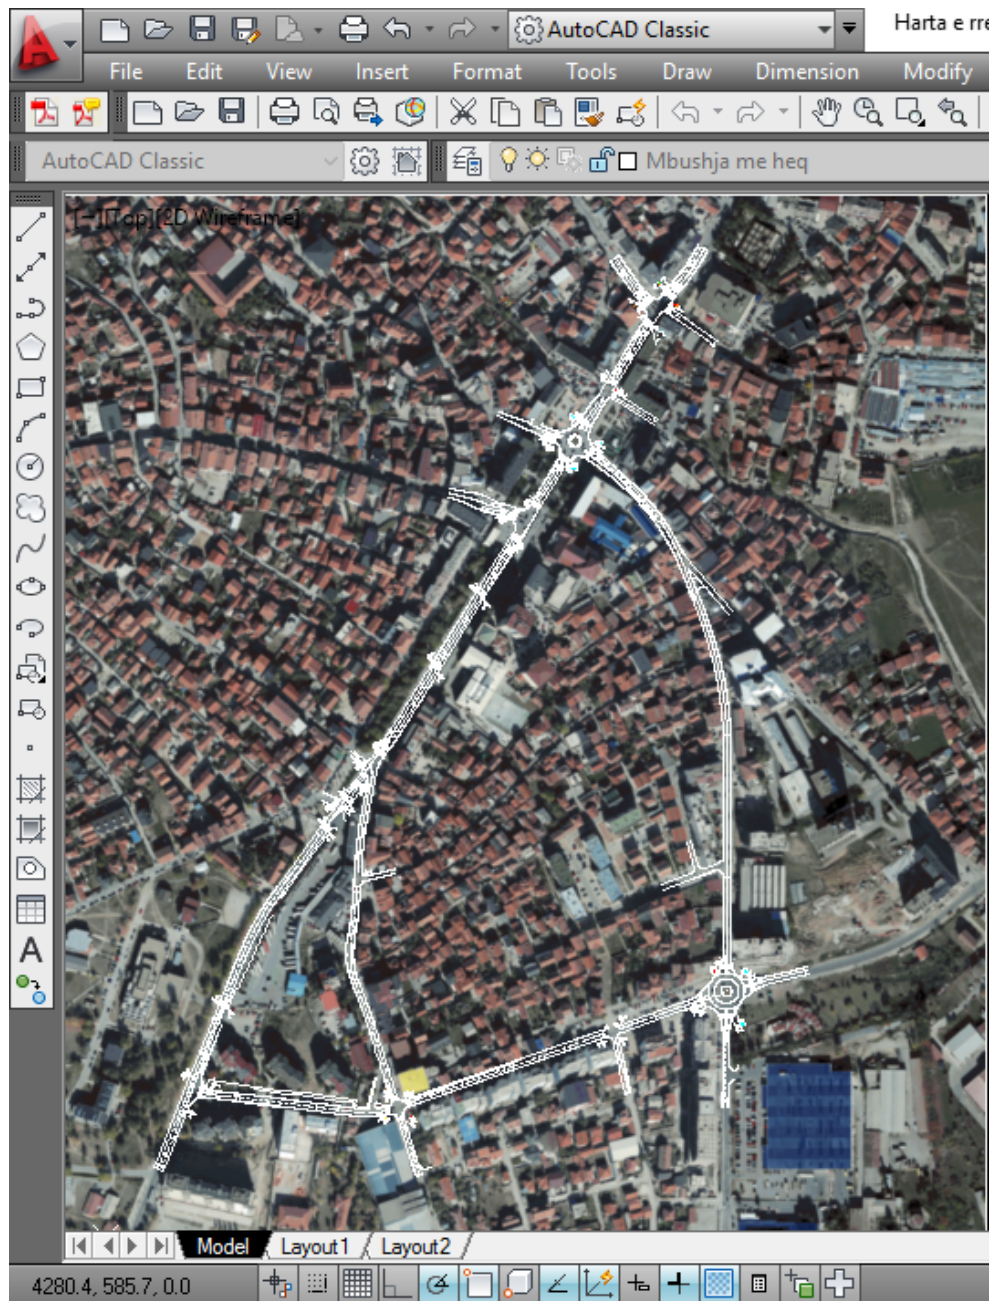 AutoCAD Classic
Harta e rre
File Edit View Insert Format Tools Draw Dimension Modify
AutoCAD Classic
Mbushja me heq
[-][Top][2D Wireframe]
A
Model Layout1 Layout2
4280.4, 585.7, 0.0